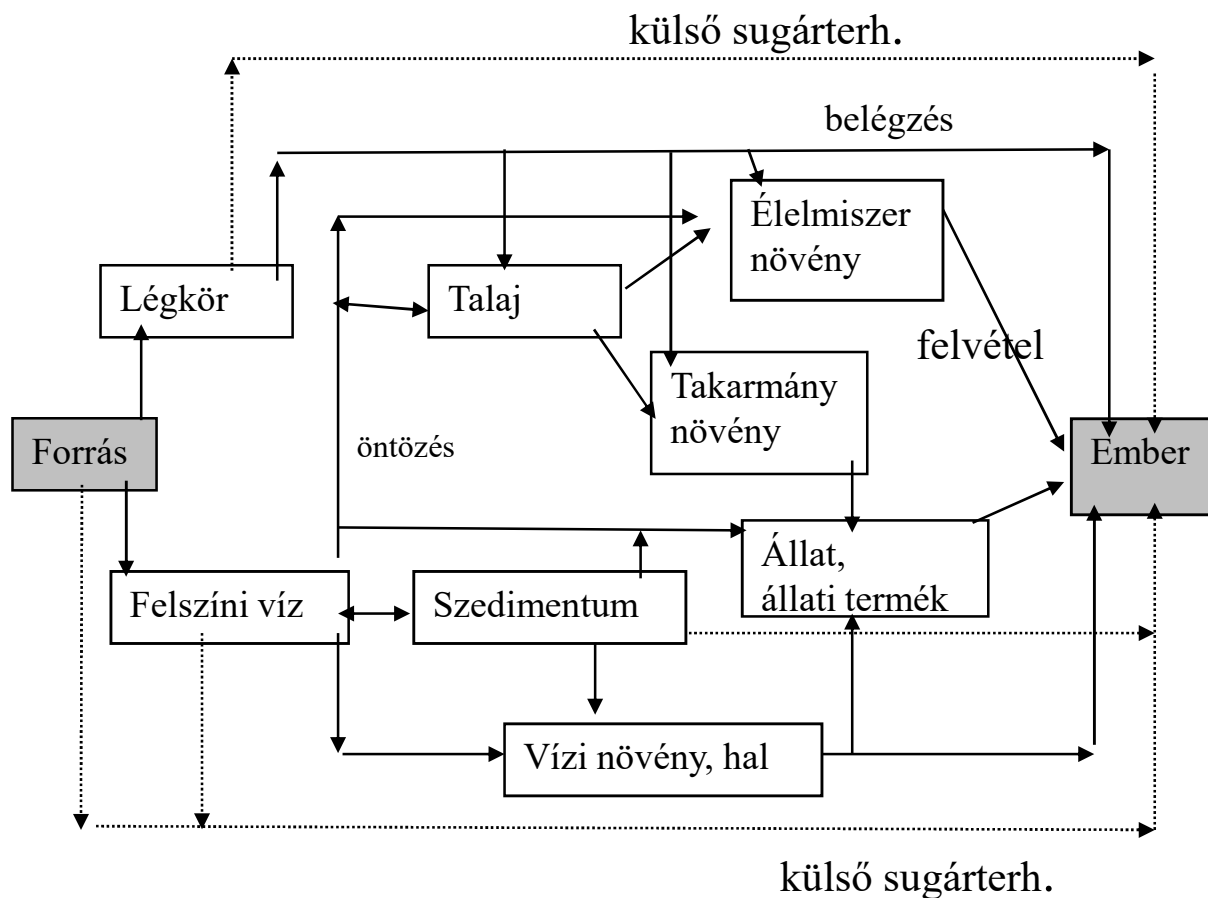 külső sugárterh.
belégzés
Élelmiszer
növény
Légkör
Talaj
felvétel
Takarmány
növény
Forrás
öntözés
Ember
Állat,
állati termék
Felszíni víz
Szedimentum
Vízi növény, hal
külső sugárterh.